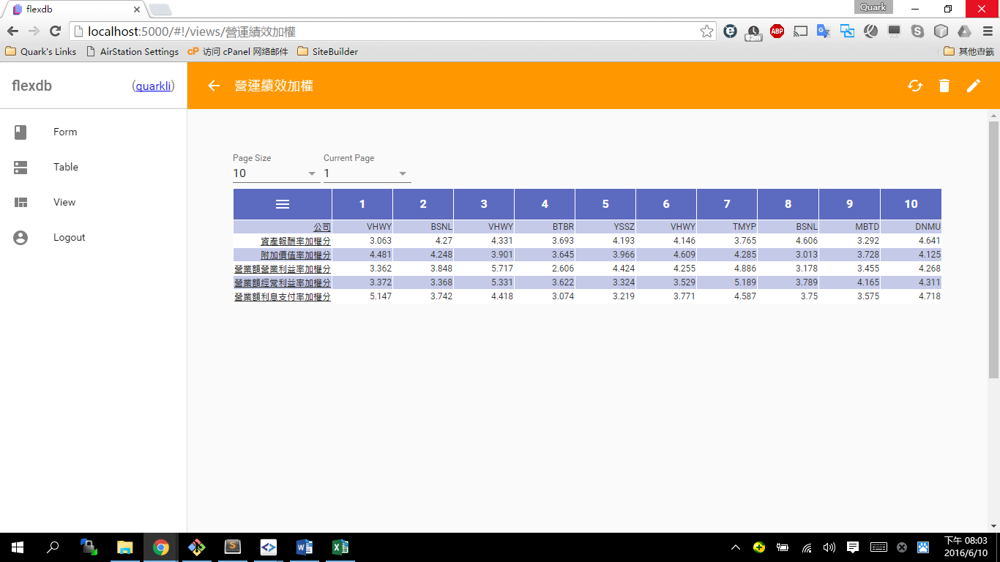 flexdb
Quark
localhost:5000/#!/views/營運績效加權
52m
ABP
Quark's Links AirStation Settings cP 访问 cPanel 网络邮件 SiteBuilder 其他書籤
flexdb (quarkli)
營運績效加權
Form
Table
View
Logout
Page Size Current Page
10 1
1 2 3 4 5 6 7 8 9 10
公司 VHWY BSNL VHWY BTBR YSSZ VHWY TMYP BSNL MBTD DNMU
資產報酬率加權分 3.063 4.27 4.331 3.693 4.193 4.146 3.765 4.606 3.292 4.641
附加價值率加權分 4.481 4.248 3.901 3.645 3.966 4.609 4.285 3.013 3.728 4.125
營業額營業利益率加權分 3.362 3.848 5.717 2.606 4.424 4.255 4.886 3.178 3.455 4.268
營業額經常利益率加權分 3.372 3.368 5.331 3.622 3.324 3.529 5.189 3.789 4.165 4.311
營業額利息支付率加權分 5.147 3.742 4.418 3.074 3.219 3.771 4.587 3.75 3.575 4.718
下午 08:03
2016/6/10